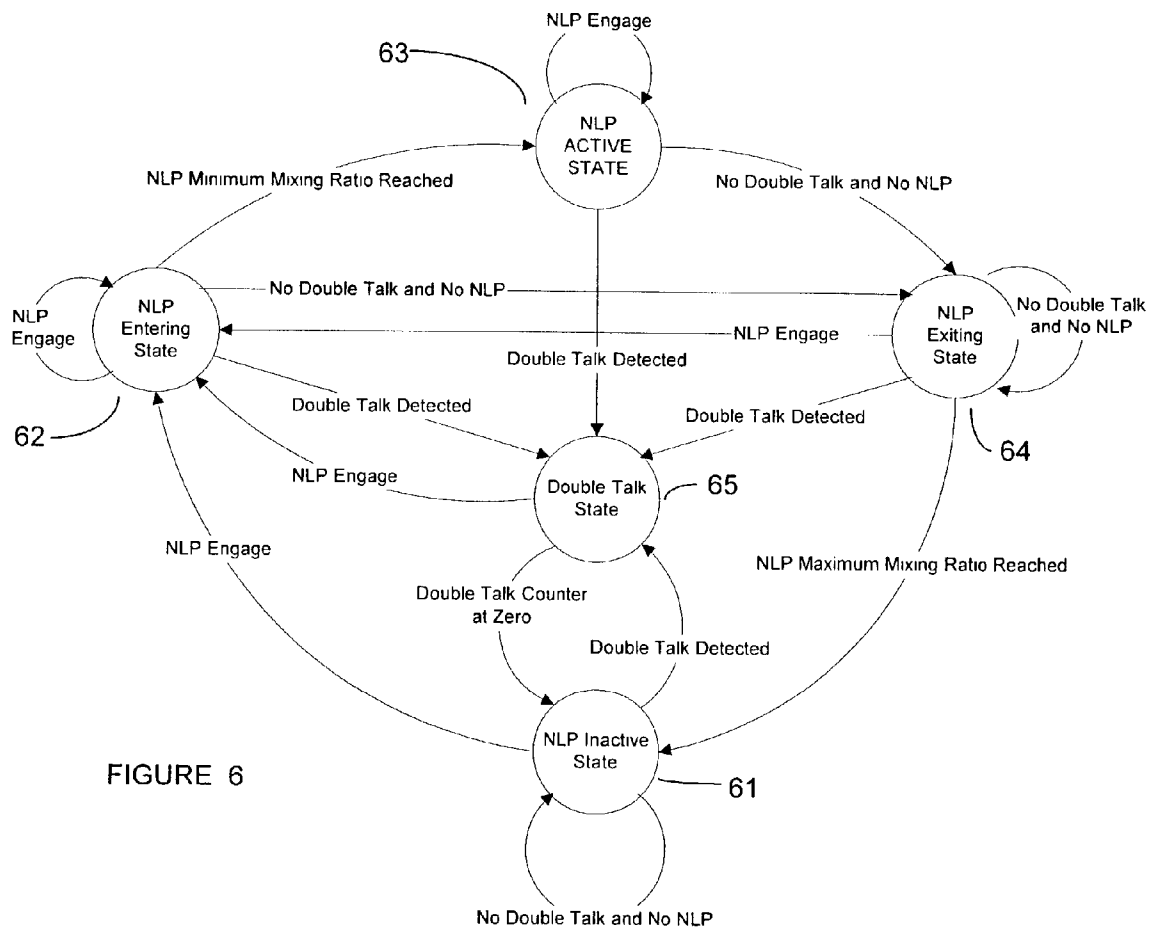 NLP Engage
63
NLP
ACTIVE
STATE
NLP Minimum Mixing Ratio Reached
No Double Talk and No NLP
NLP
Entering
State
NLP
Engage
No Double Talk and No NLP
NLP Engage
NLP
Exiting
State
No Double Talk
and No NLP
Double Talk Detected
Double Talk Detected
Double Talk Detected
62
64
NLP Engage
Double Talk
State
65
NLP Engage
NLP Maximum Mixing Ratio Reached
Double Talk Counter
at Zero
Double Talk Detected
NLP Inactive
State
FIGURE 6
61
No Double Talk and No NLP